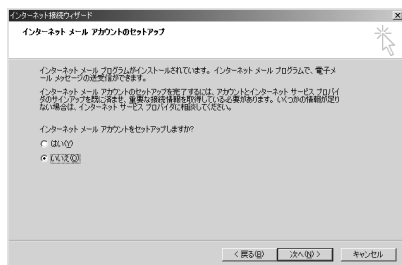 インターネット接続ウィザード
インターネット メール アカウントのセットアップ
インターネット メール プログラムがインストールされています。インターネット メール プログラムで、電子メ
ール メッセージの送受信ができます。
インターネット メール アカウントのセットアップを完了するには、アカウントとインターネット サービス プロバイ
ダのサインアップを既に済ませ、重要な接続情報を取得している必要があります。いくつかの情報が足り
ない場合は、インターネット サービス プロバイダに相談してください。
インターネット メール アカウントをセットアップしますか?
はい(Y)
いいえ(O)
< 戻る(B)
次へ(N) >
キャンセル